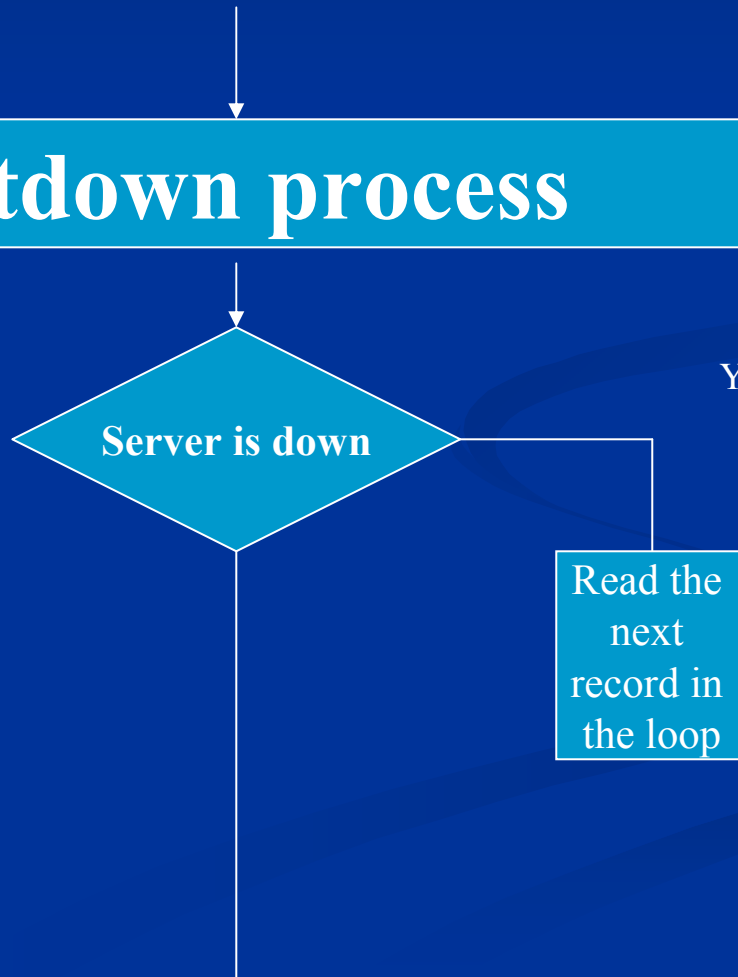 tdown process
Y
Server is down
Read the
next
record in
the loop